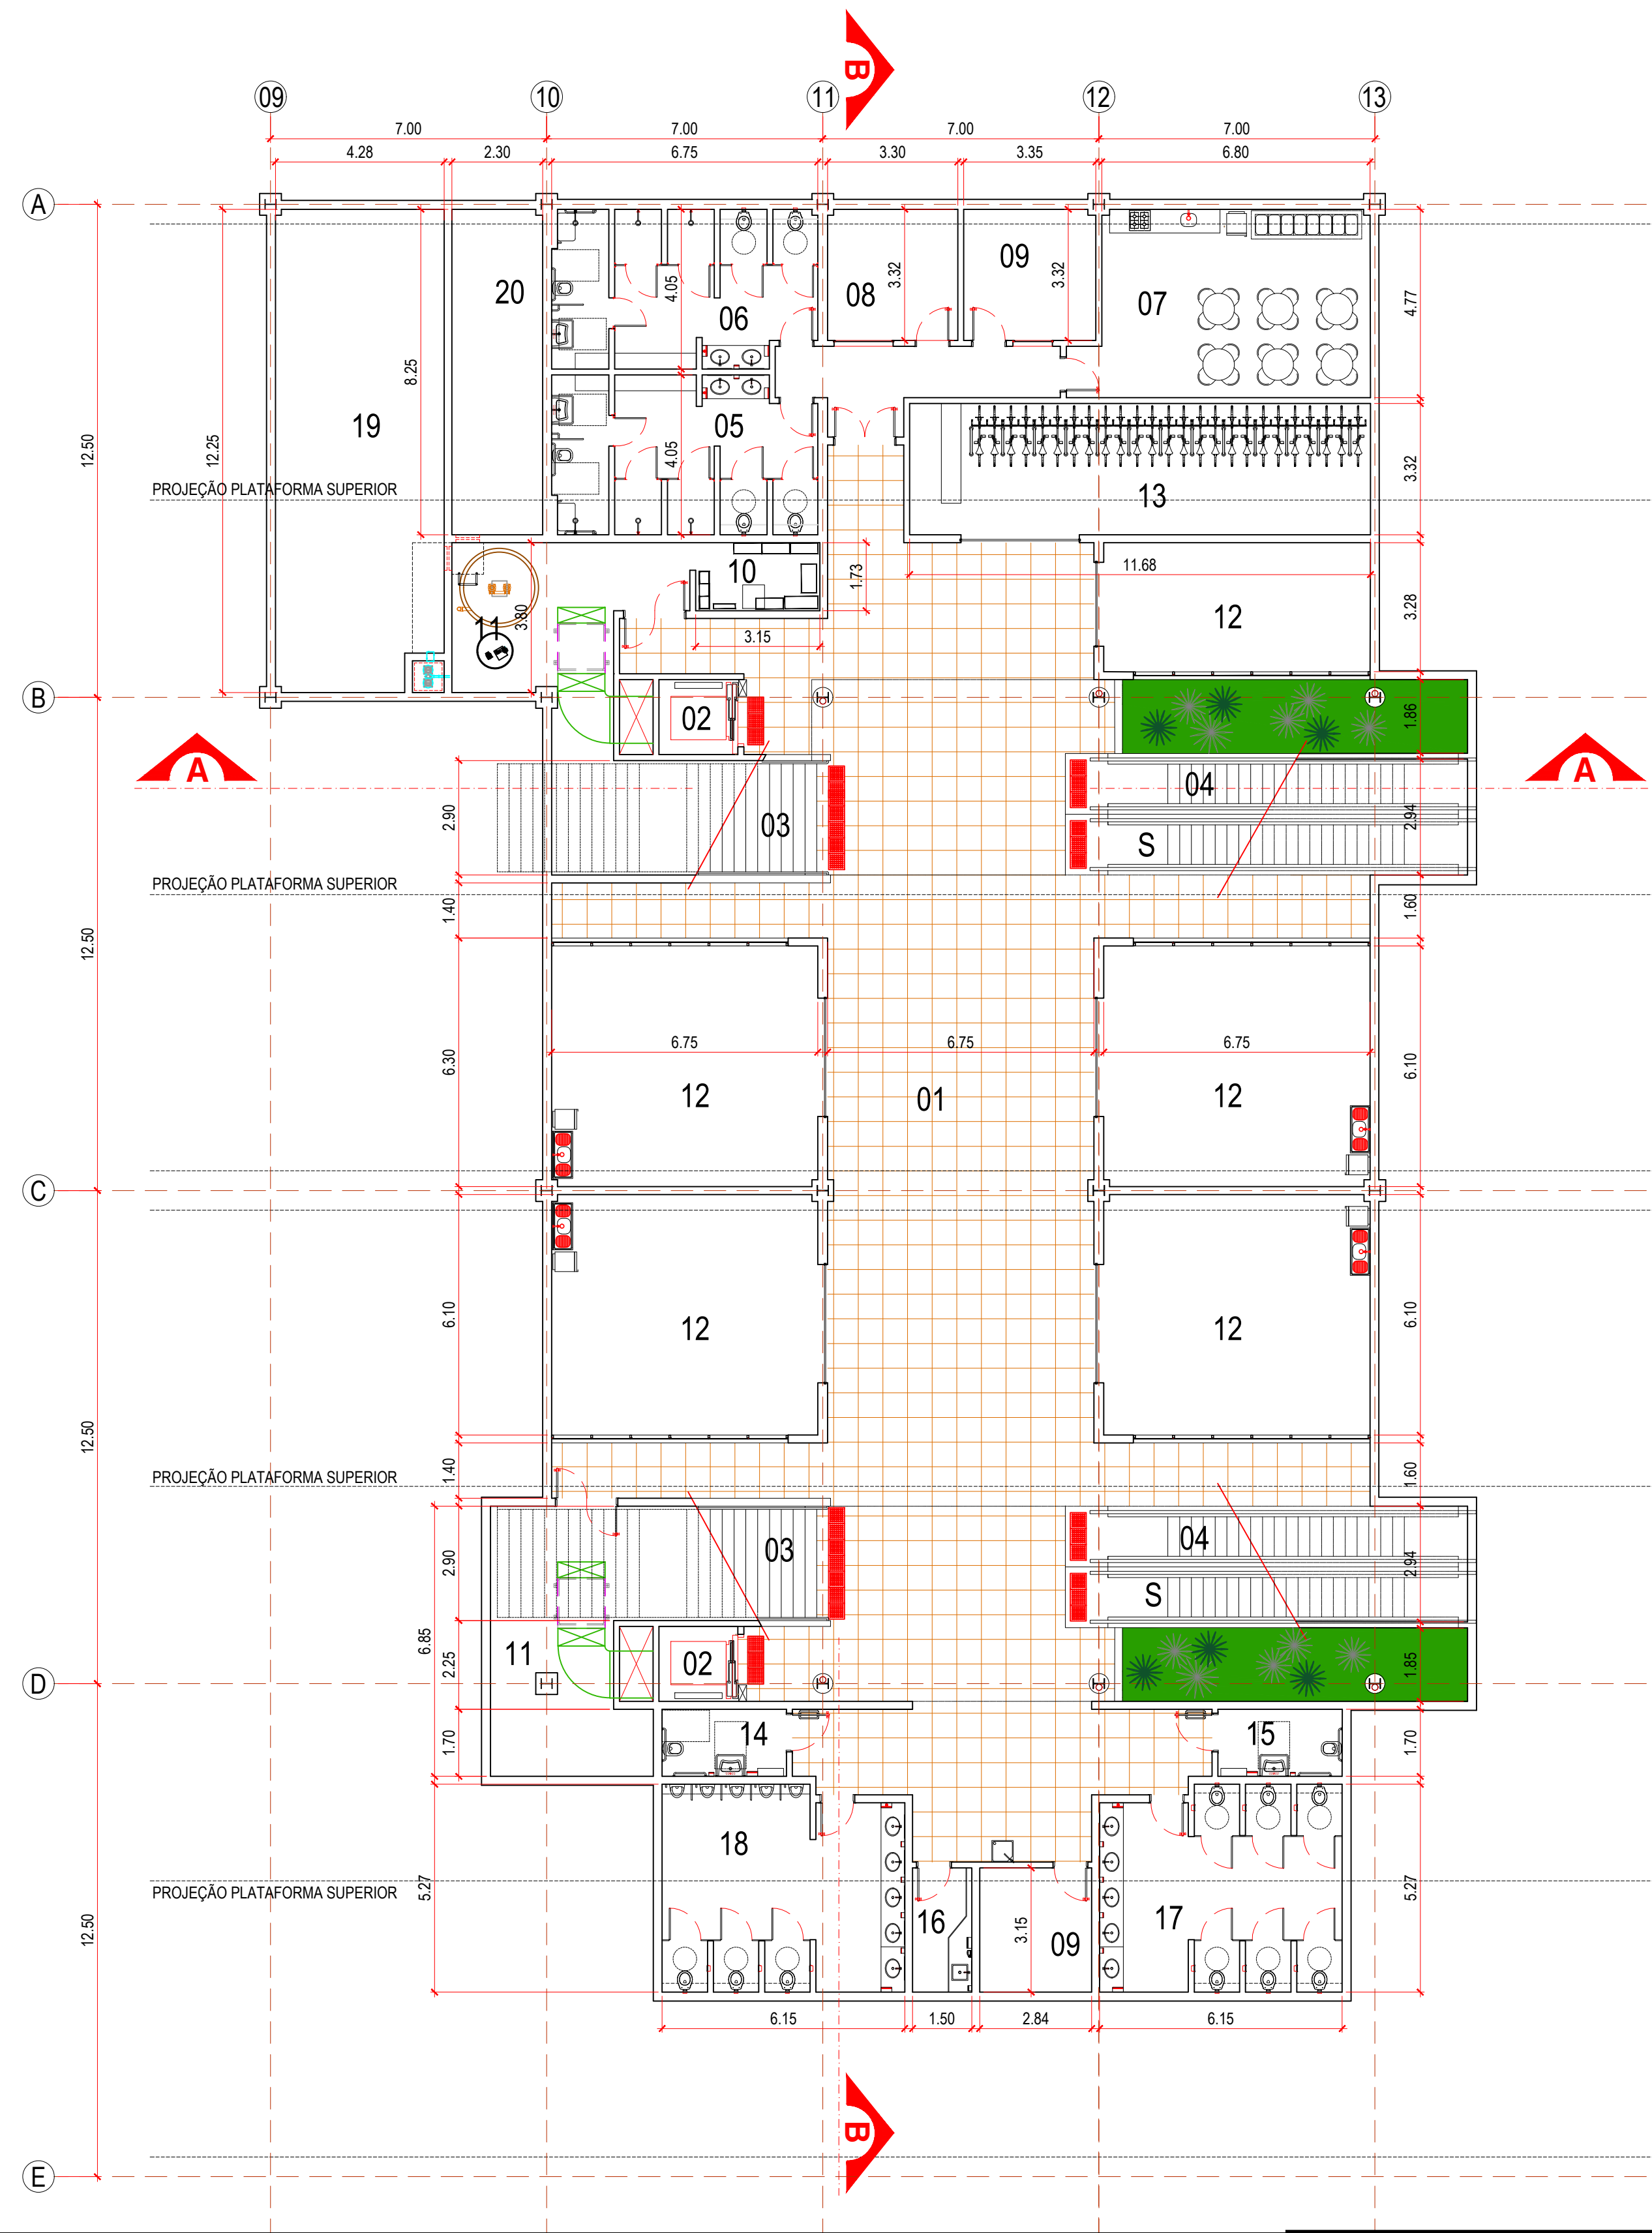 B
09 10 11 12 13
7.00 7.00 7.00 7.00
4.28 2.30 6.75 3.30 3.35 6.80
A
20 06 08 09 07
4.05 3.32 3.32 4.77
8.25
12.25
19
05
4.05
12.50
PROJEÇÃO PLATAFORMA SUPERIOR
13
3.32
10
1.73
11.68
11
3.80
3.15
12
3.28
B
02
1.86
A
A
04
03
S
2.90
2.94
PROJEÇÃO PLATAFORMA SUPERIOR
1.40
1.60
12.50
6.75 6.75 6.75
6.30
6.10
12
01
12
C
12
12
6.10
6.10
12.50
PROJEÇÃO PLATAFORMA SUPERIOR
1.40
1.60
03
04
S
2.90
2.94
6.85
11
02
2.25
1.85
D
14
15
1.70
1.70
18
5.27
5.27
PROJEÇÃO PLATAFORMA SUPERIOR
16
3.15
09
17
12.50
6.15 1.50 2.84 6.15
B
E